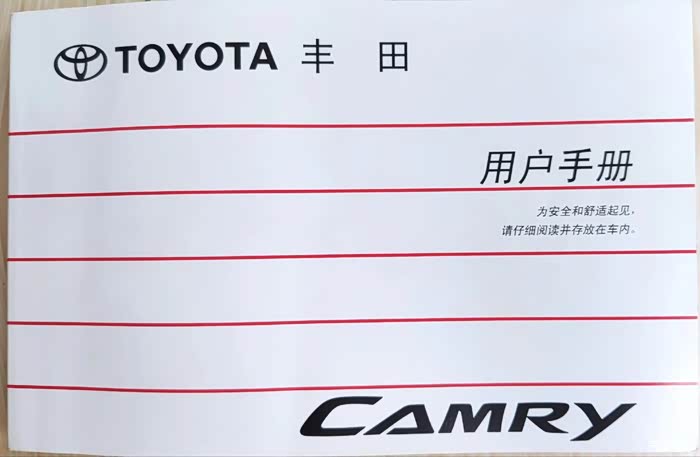 TOYOTA 丰 田
用户手册
为安全和舒适起见，
请仔细阅读并存放在车内。
CAMRY